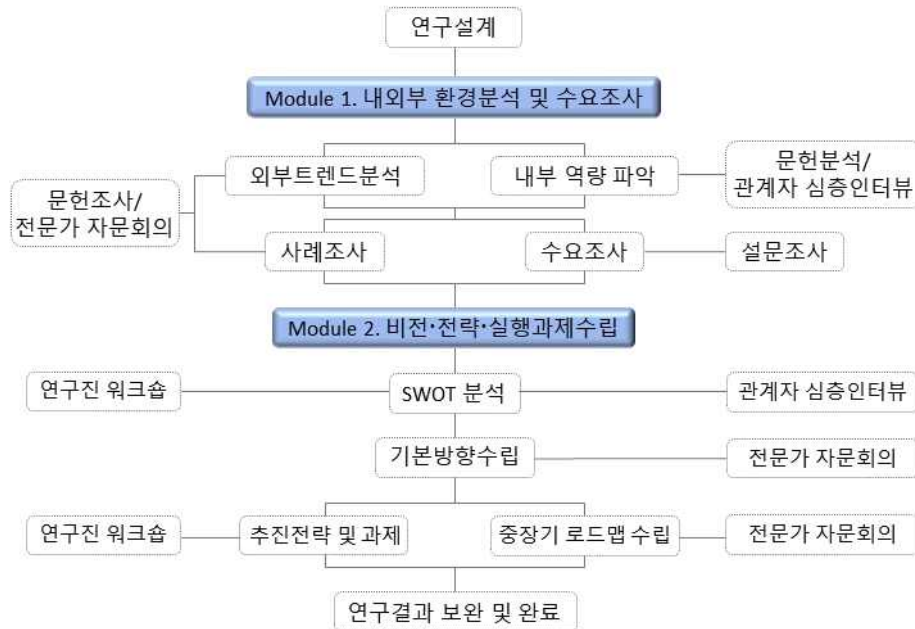 연구설계
Module 1. 내외부 환경분석 및 수요조사
외부트렌드분석
내부 역량 파악
문헌분석/
관계자 심층인터뷰
문헌조사/
전문가 자문회의
사례조사
수요조사
설문조사
Module 2. 비전·전략·실행과제수립
연구진 워크숍
SWOT 분석
관계자 심층인터뷰
기본방향수립
전문가 자문회의
연구진 워크숍
추진전략 및 과제
중장기 로드맵 수립
전문가 자문회의
연구결과 보완 및 완료